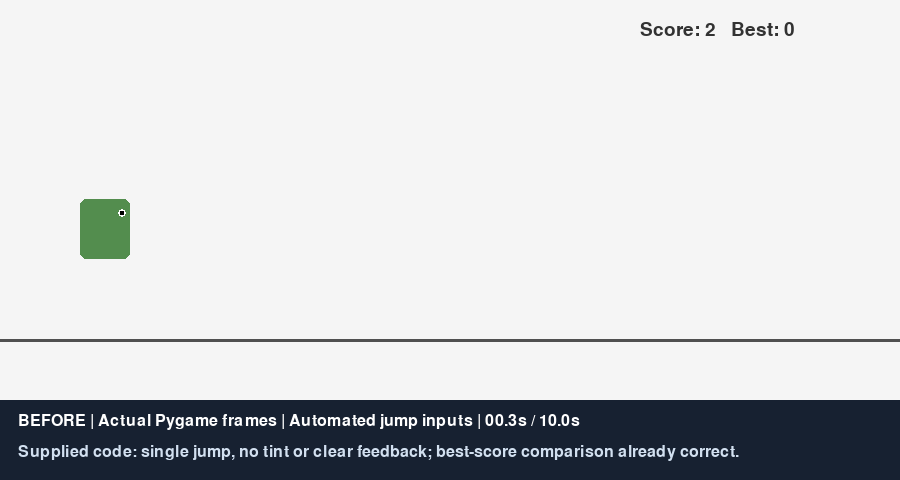 Score: 2 Best: 0
BEFORE | Actual Pygame frames | Automated jump inputs | 00.3s / 10.0s
Supplied code: single jump, no tint or clear feedback; best-score comparison already correct.